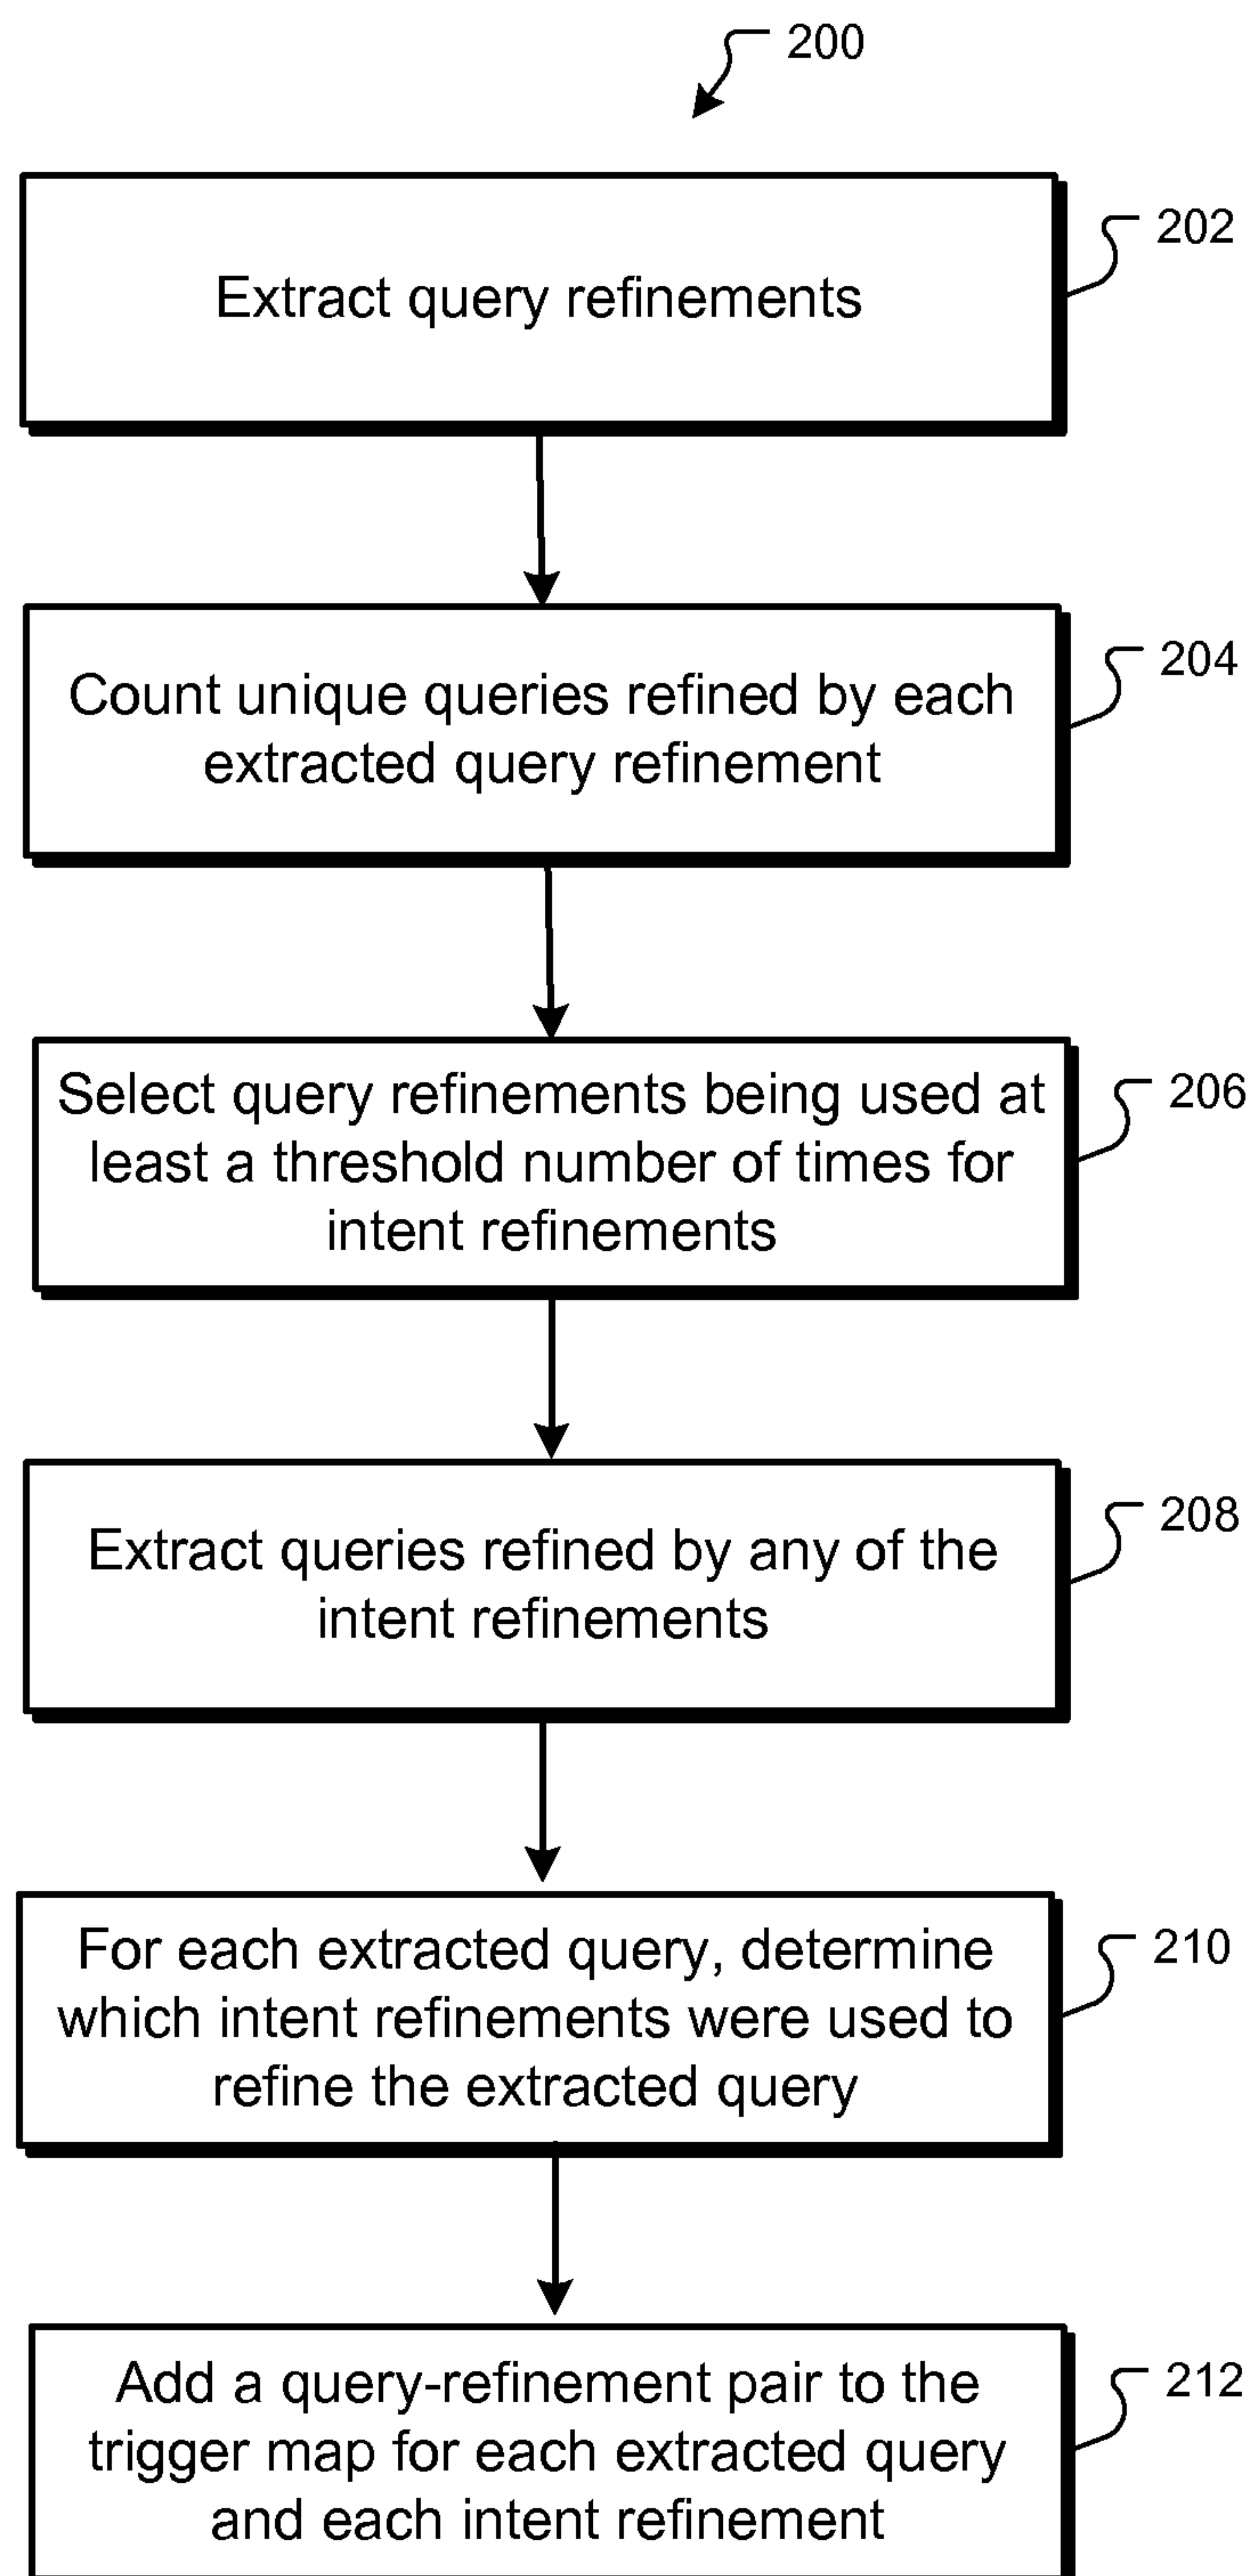 200
Extract query refinements
202
Count unique queries refined by each
extracted query refinement
204
Select query refinements being used at
least a threshold number of times for
intent refinements
206
Extract queries refined by any of the
intent refinements
208
For each extracted query, determine
which intent refinements were used to
refine the extracted query
210
Add a query-refinement pair to the
trigger map for each extracted query
and each intent refinement
212